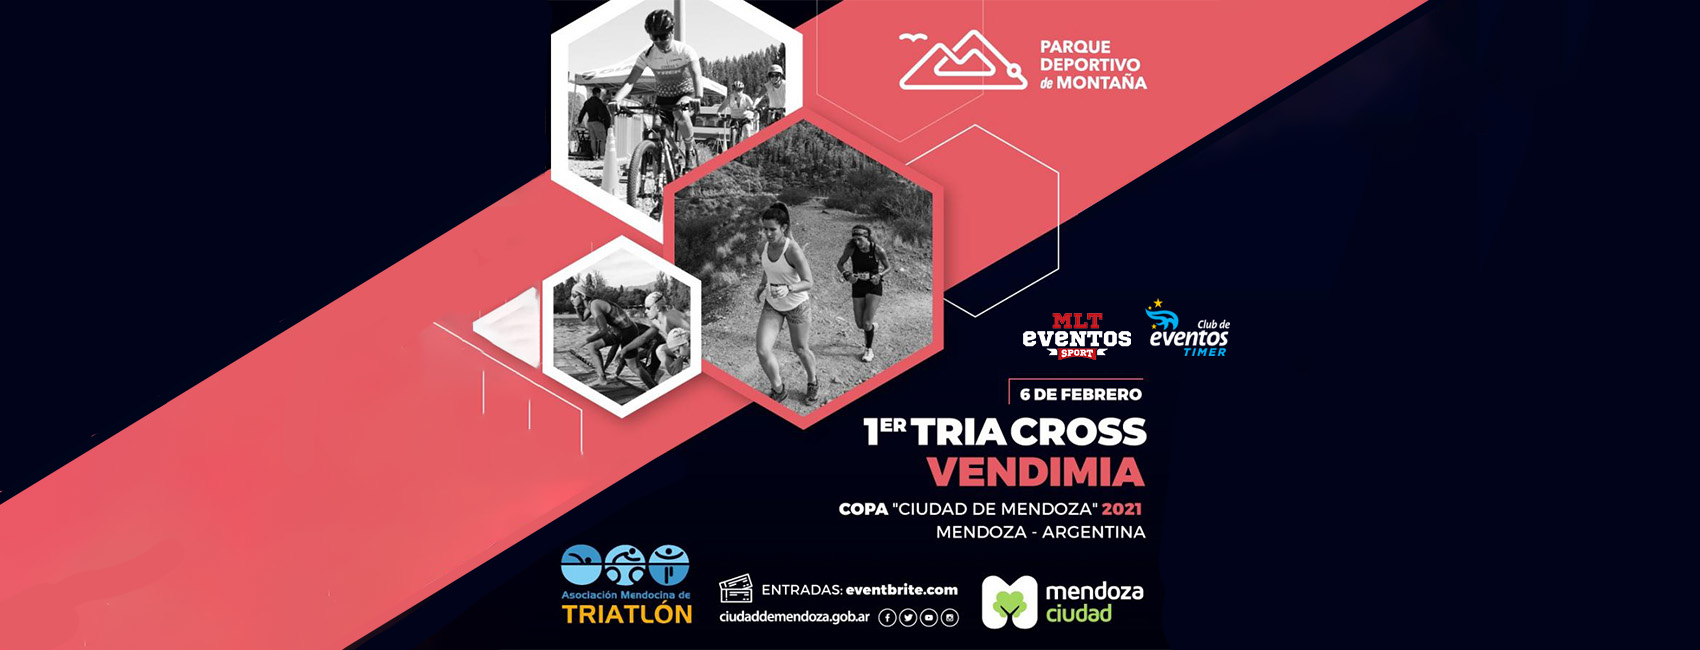 PARQUE
DEPORTIVO
de MONTAÑA
MLT
eventos
SPORT
Club de
eventos
TIMER
6 DE FEBRERO
1ER TRIA CROSS
VENDIMIA
COPA "CIUDAD DE MENDOZA" 2021
MENDOZA - ARGENTINA
Asociación Mendocina de
TRIATLÓN
ENTRADAS: eventbrite.com
ciudaddemendoza.gob.ar
mendoza
ciudad